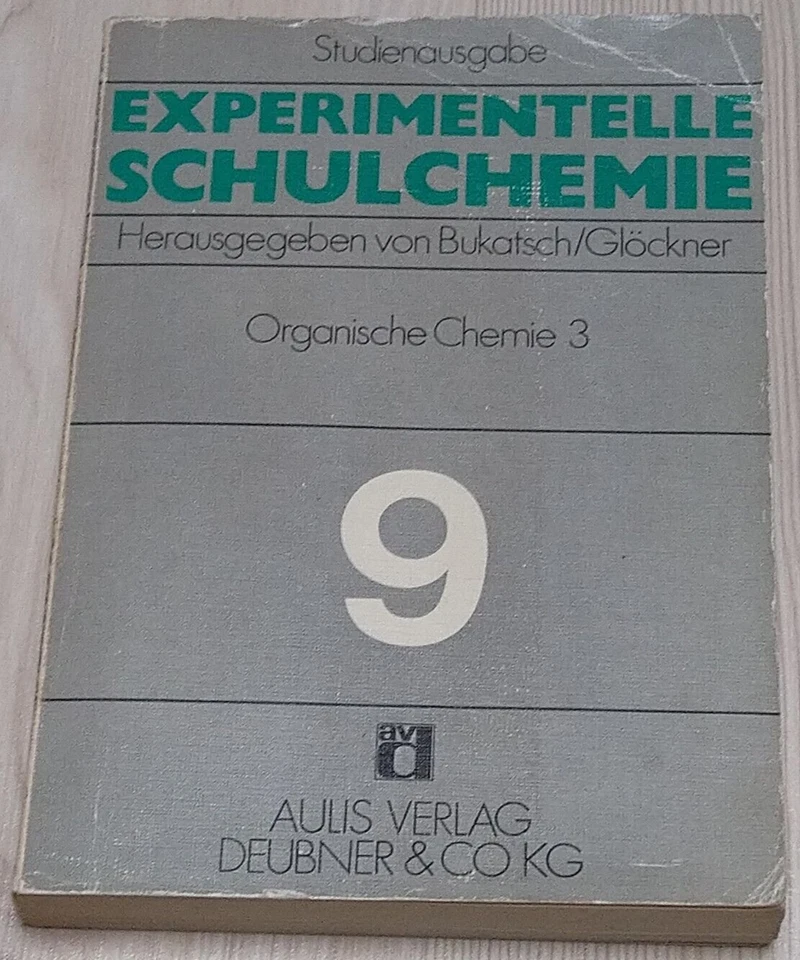 Studienausgabe
EXPERIMENTELLE
SCHULCHEMIE
Herausgegeben von Bukatsch/Glöckner
Organische Chemie 3
9
av
d
AULIS VERLAG
DEUBNER & CO KG